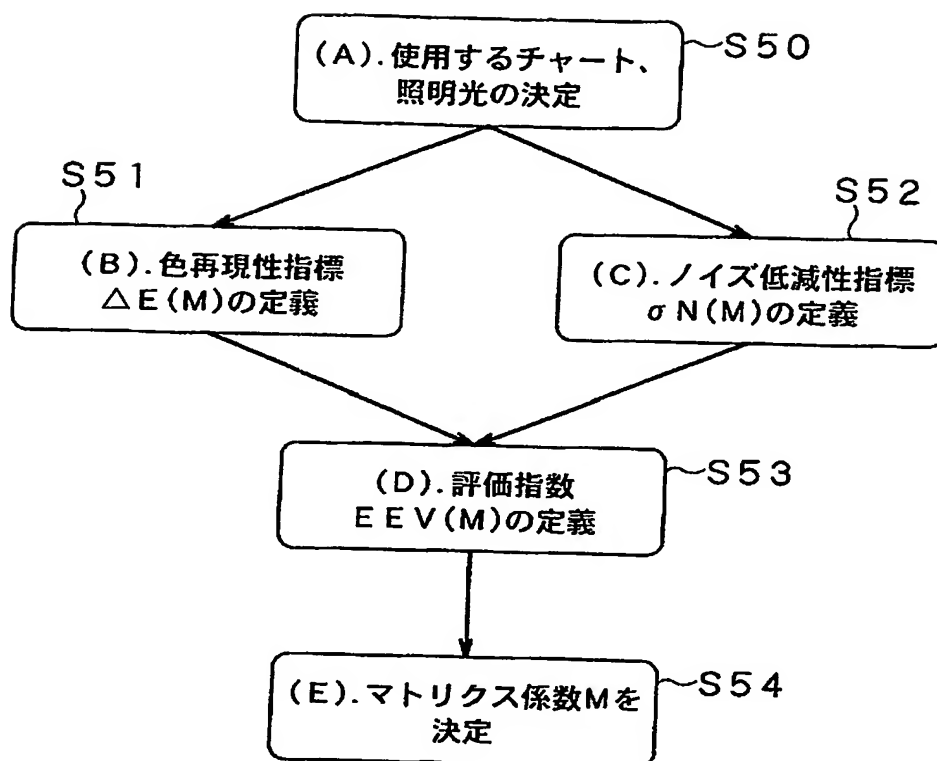 (A).使用するチャート、
照明光の決定
S50
S51
(B).色再現性指標
△E(M)の定義
S52
(C).ノイズ低減性指標
σN(M)の定義
(D).評価指数
EEV(M)の定義
S53
(E).マトリクス係数Mを
決定
S54